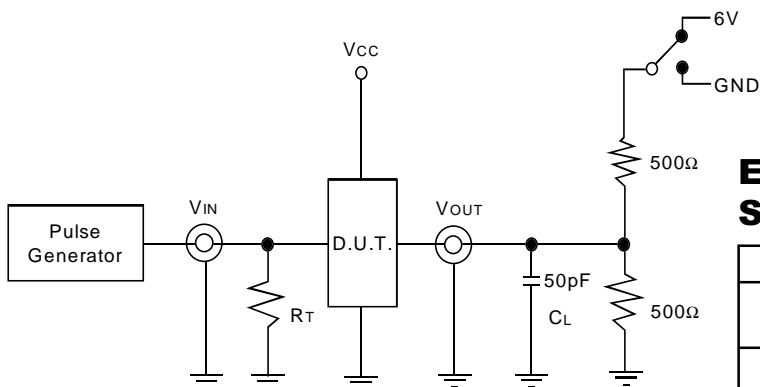 6V
VCC
GND
500Ω
E
S
VIN
VOUT
Pulse
Generator
D.U.T.
50pF
RT
CL
500Ω